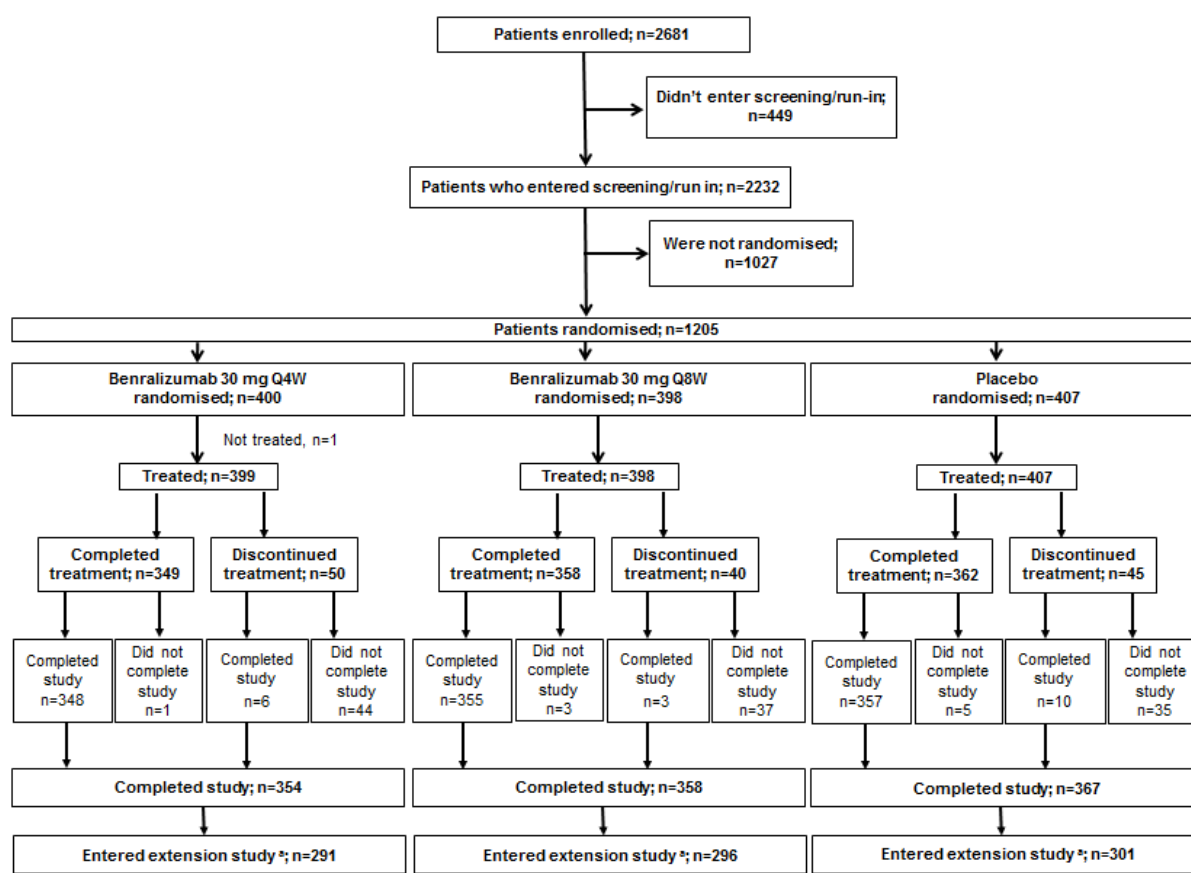 Patients enrolled; n=2681
Didn't enter screening/run-in;
n=449
Patients who entered screening/run in; n=2232
Were not randomised;
n=1027
Patients randomised; n=1205
Benralizumab 30 mg Q4W
randomised; n=400
Benralizumab 30 mg Q8W
randomised; n=398
Placebo
randomised; n=407
Not treated, n=1
Treated; n=399
Treated; n=398
Treated; n=407
Completed
treatment; n=349
Discontinued
treatment; n=50
Completed
treatment; n=358
Discontinued
treatment; n=40
Completed
treatment; n=362
Discontinued
treatment; n=45
Completed
study
n=348
Did not
complete
study
n=1
Completed
study
n=6
Did not
complete
study
n=44
Completed
study
n=355
Did not
complete
study
n=3
Completed
study
n=3
Did not
complete
study
n=37
Completed
study
n=357
Did not
complete
study
n=5
Completed
study
n=10
Did not
complete
study
n=35
Completed study; n=354
Completed study; n=358
Completed study; n=367
Entered extension study ª; n=291
Entered extension study ª; n=296
Entered extension study ª; n=301